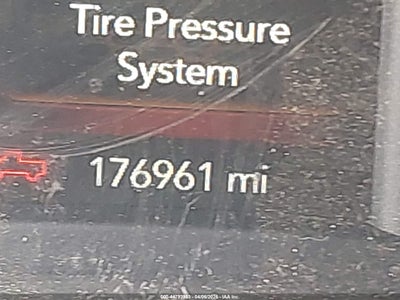 Tire Pressure
System
176961 mi